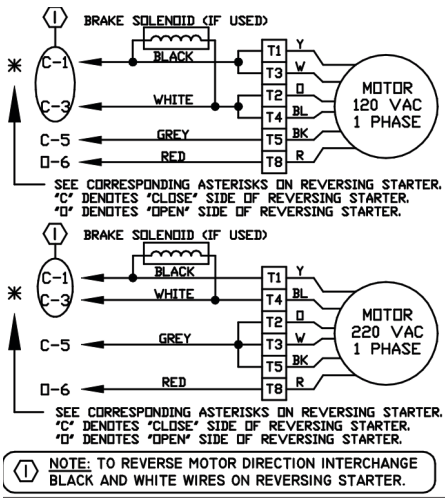 1 BRAKE SOLENOID (IF USED)
* C-1 BLACK T1 Y
T3 W
MOTOR
120 VAC
1 PHASE
C-3 WHITE T2 O
T4 BL
C-5 GREY T5 BK
O-6 RED T8 R
SEE CORRESPONDING ASTERISKS ON REVERSING STARTER.
"C" DENOTES "CLOSE" SIDE OF REVERSING STARTER.
"O" DENOTES "OPEN" SIDE OF REVERSING STARTER.
1 BRAKE SOLENOID (IF USED)
C-1 BLACK T1 Y
* C-3 WHITE T4 BL
T2 O
MOTOR
220 VAC
1 PHASE
C-5 GREY T3 W
T5 BK
O-6 RED T8 R
SEE CORRESPONDING ASTERISKS ON REVERSING STARTER.
"C" DENOTES "CLOSE" SIDE OF REVERSING STARTER.
"O" DENOTES "OPEN" SIDE OF REVERSING STARTER.
1 NOTE: TO REVERSE MOTOR DIRECTION INTERCHANGE
BLACK AND WHITE WIRES ON REVERSING STARTER.